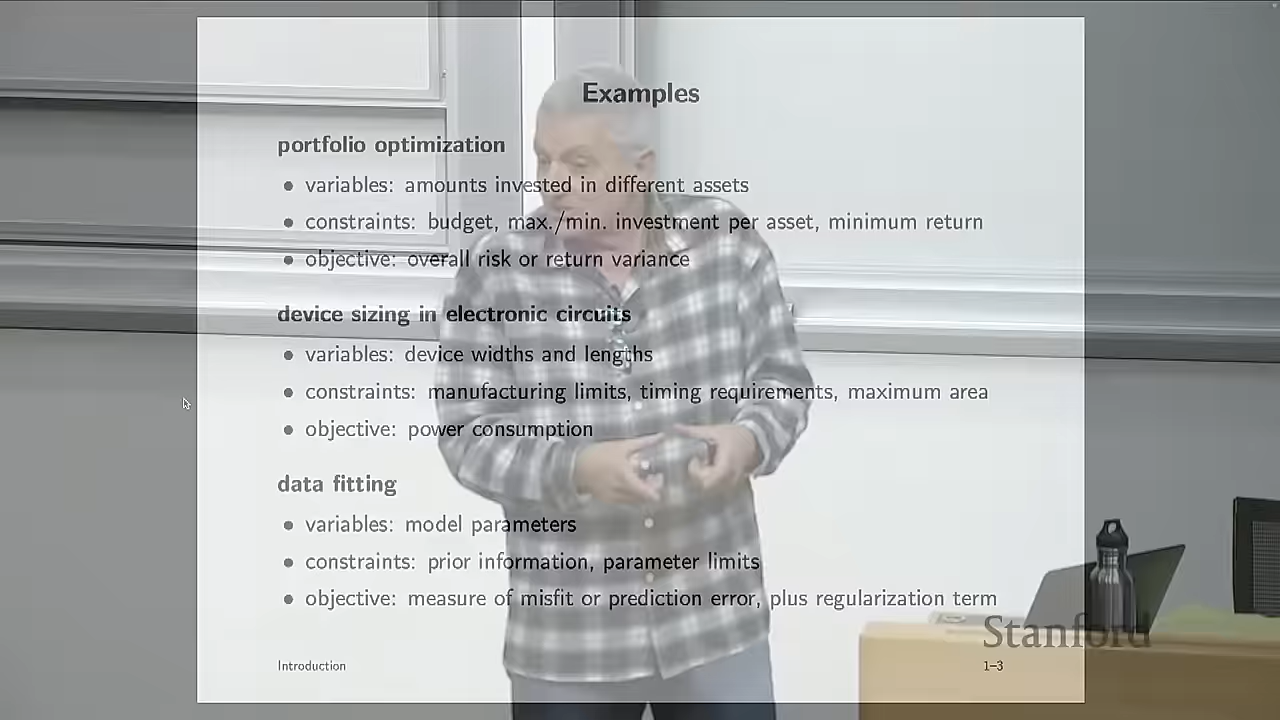 Examples
portfolio optimization
• variables: amounts invested in different assets
• constraints: budget, max./min. investment per asset, minimum return
• objective: overall risk or return variance
device sizing in electronic circuits
• variables: device widths and lengths
• constraints: manufacturing limits, timing requirements, maximum area
• objective: power consumption
data fitting
• variables: model parameters
• constraints: prior information, parameter limits
• objective: measure of misfit or prediction error, plus regularization term
Stanford
Introduction
1–3